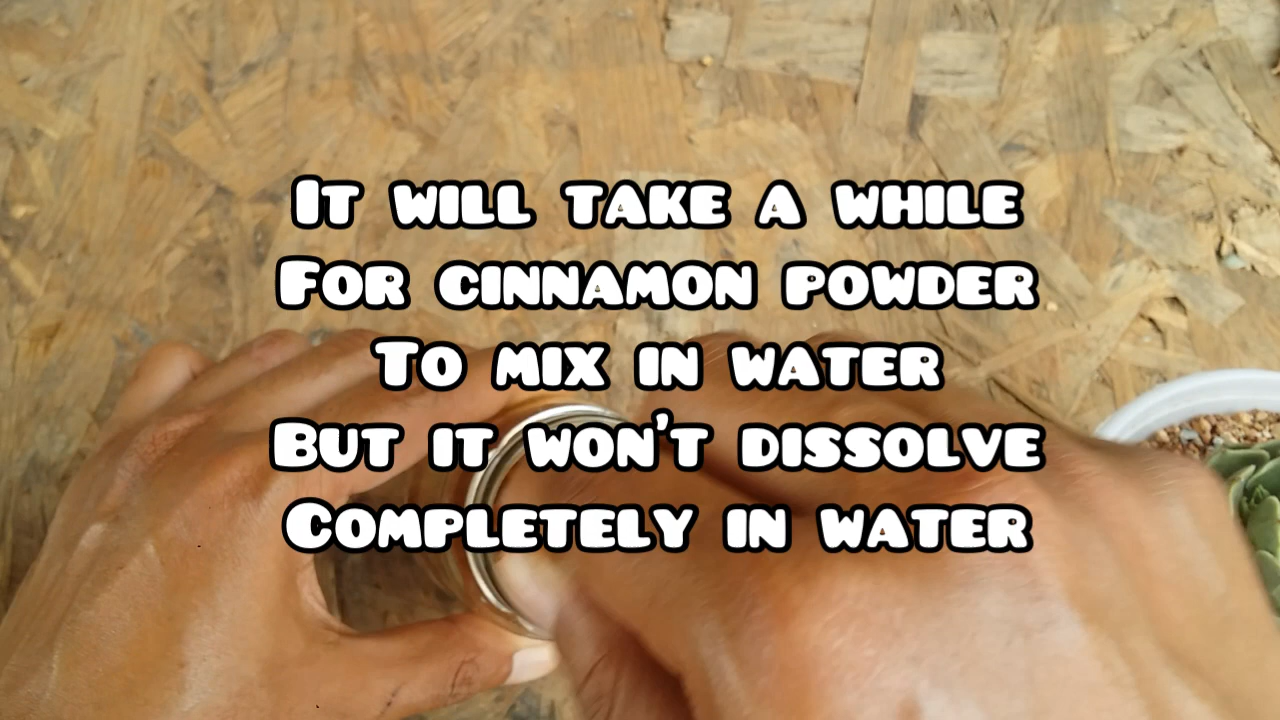 It will take a while
For cinnamon powder
To mix in water
But it won't dissolve
Completely in water